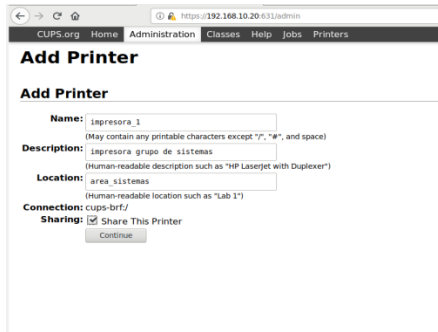 https://192.168.10.20:631/admin
CUPS.org Home Administration Classes Help Jobs Printers
Add Printer
Add Printer
Name: impresora_1
(May contain any printable characters except "/", "#", and space)
Description: impresora grupo de sistemas
(Human-readable description such as "HP LaserJet with Duplexer")
Location: area_sistemas
(Human-readable location such as "Lab 1")
Connection: cups-brf:/
Sharing: Share This Printer
Continue